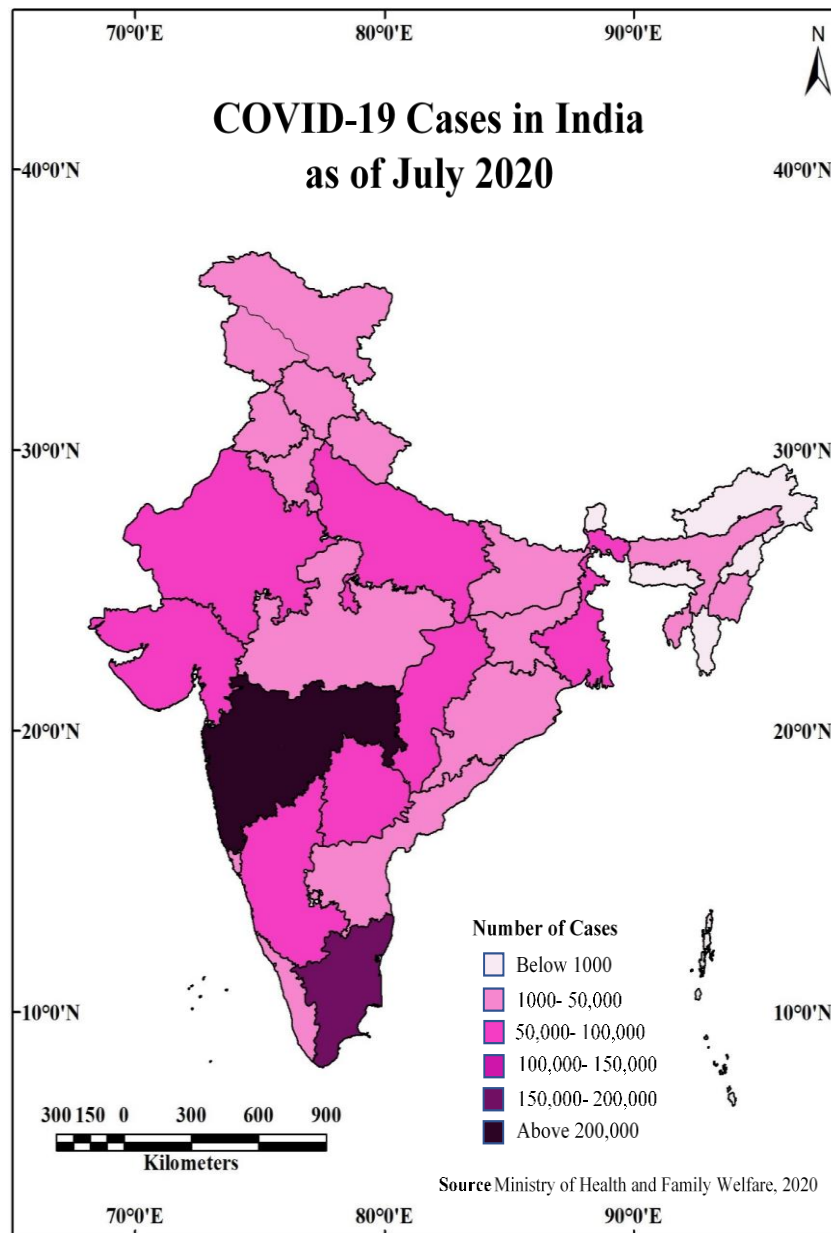 70°0'E 80°0'E 90°0'E
N
COVID-19 Cases in India
as of July 2020
40°0'N 40°0'N
30°0'N 30°0'N
20°0'N 20°0'N
Number of Cases
Below 1000
1000- 50,000
50,000- 100,000
100,000- 150,000
150,000- 200,000
Above 200,000
10°0'N 10°0'N
300 150 0 300 600 900
Kilometers
Source Ministry of Health and Family Welfare, 2020
70°0'E 80°0'E 90°0'E